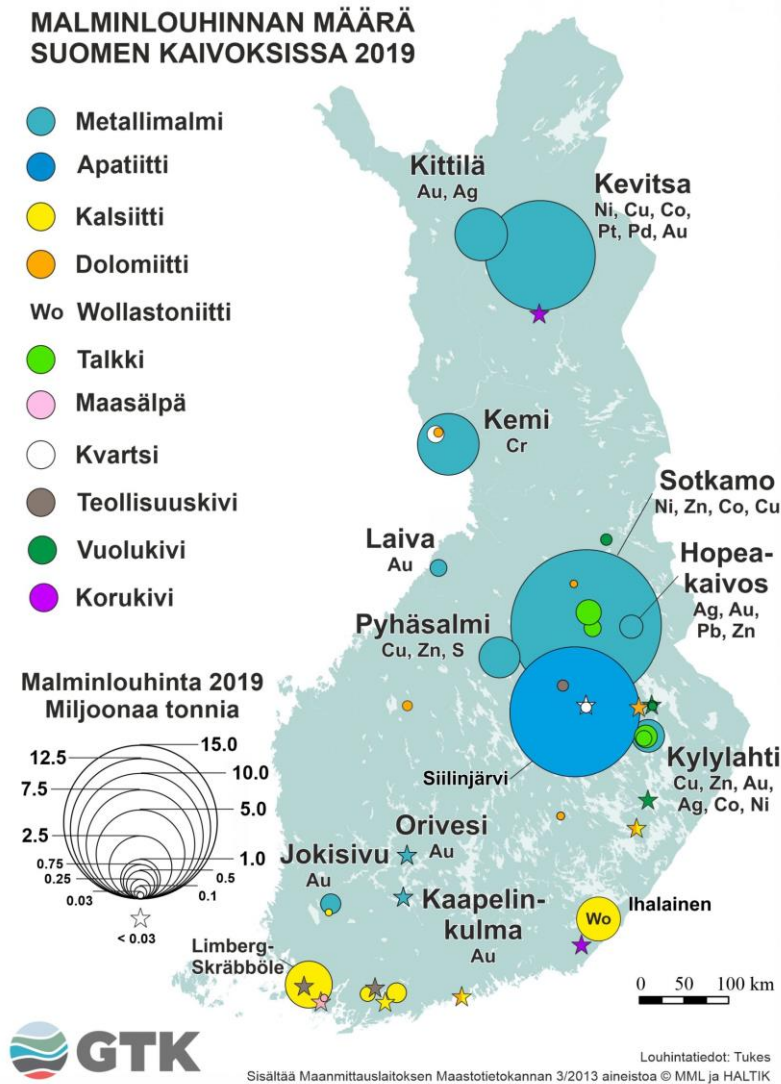 MALMINLOUHINNAN MÄÄRÄ
SUOMEN KAIVOKSISSA 2019
Metallimalmi
Apatiitti
Kalsiitti
Dolomiitti
Wo Wollastoniitti
Talkki
Maasälpä
Kvartsi
Teollisuuskivi
Vuolukivi
Korukivi
Kittilä
Au, Ag
Kevitsa
Ni, Cu, Co,
Pt, Pd, Au
Kemi
Cr
Sotkamo
Ni, Zn, Co, Cu
Laiva
Au
Hopea-
kaivos
Ag, Au,
Pb, Zn
Pyhäsalmi
Cu, Zn, S
Malminlouhinta 2019
Miljoonaa tonnia
15.0
12.5
10.0
7.5
5.0
2.5
1.0
0.75
0.5
0.25
0.1
0.03
< 0.03
Siilinjärvi
Kylylahti
Cu, Zn, Au,
Ag, Co, Ni
Orivesi
Au
Jokisivu
Au
Kaapelin-
kulma
Au
Wo
Ihalainen
Limberg-
Skräbböle
0 50 100 km
GTK
Louhintatiedot: Tukes
Sisältää Maanmittauslaitoksen Maastotietokannan 3/2013 aineistoa © MML ja HALTIK